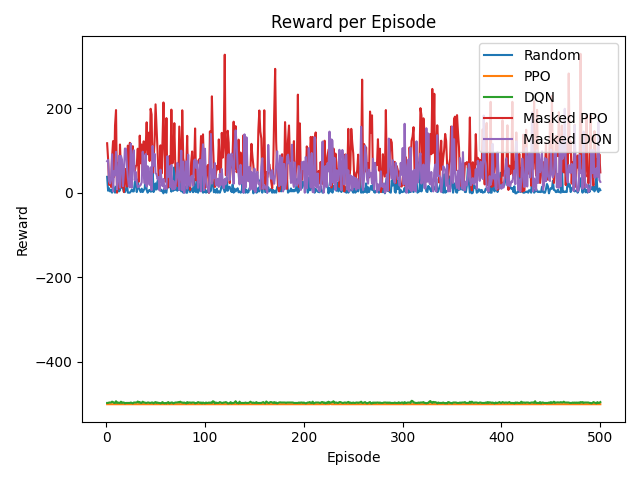 Reward per Episode
Random
PPO
DQN
Masked PPO
Masked DQN
200
0
−200
−400
Reward
0
100
200
300
400
500
Episode